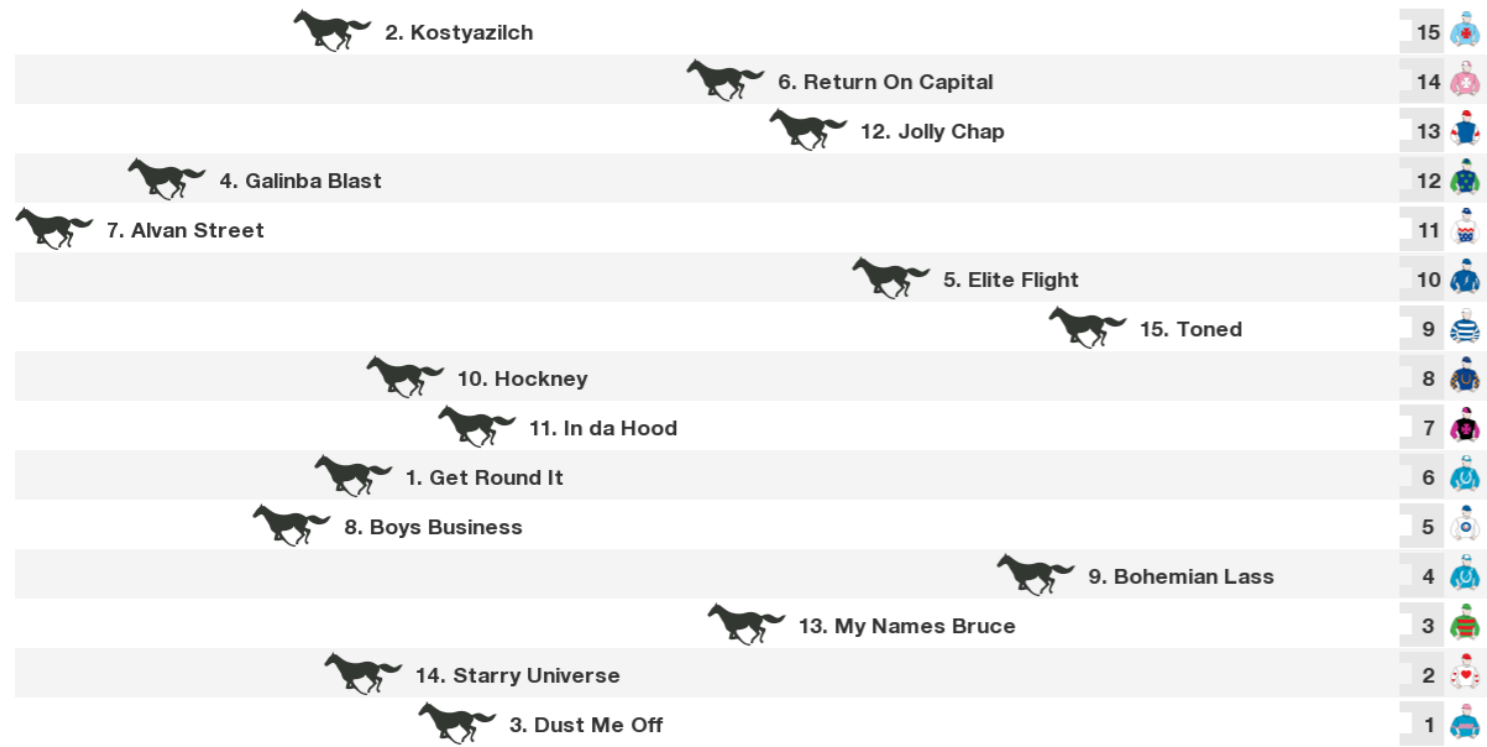 2. Kostyazilch 15
6. Return On Capital 14
12. Jolly Chap 13
4. Galinba Blast 12
7. Alvan Street 11
5. Elite Flight 10
15. Toned 9
10. Hockney 8
11. In da Hood 7
1. Get Round It 6
8. Boys Business 5
9. Bohemian Lass 4
13. My Names Bruce 3
14. Starry Universe 2
3. Dust Me Off 1